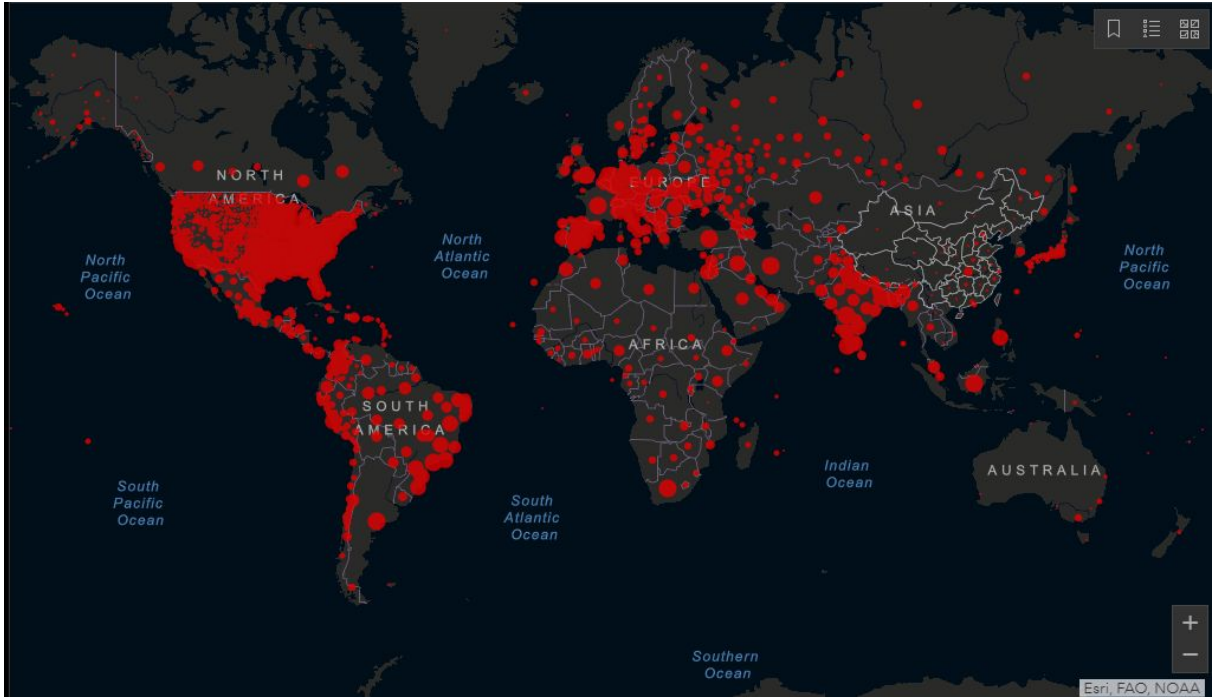 NORTH
AMERICA
EUROPE
ASIA
North
Pacific
Ocean
North
Atlantic
Ocean
North
Pacific
Ocean
AFRICA
SOUTH
AMERICA
South
Pacific
Ocean
South
Atlantic
Ocean
Indian
Ocean
AUSTRALIA
Southern
Ocean
+
−
Esri, FAO, NOAA